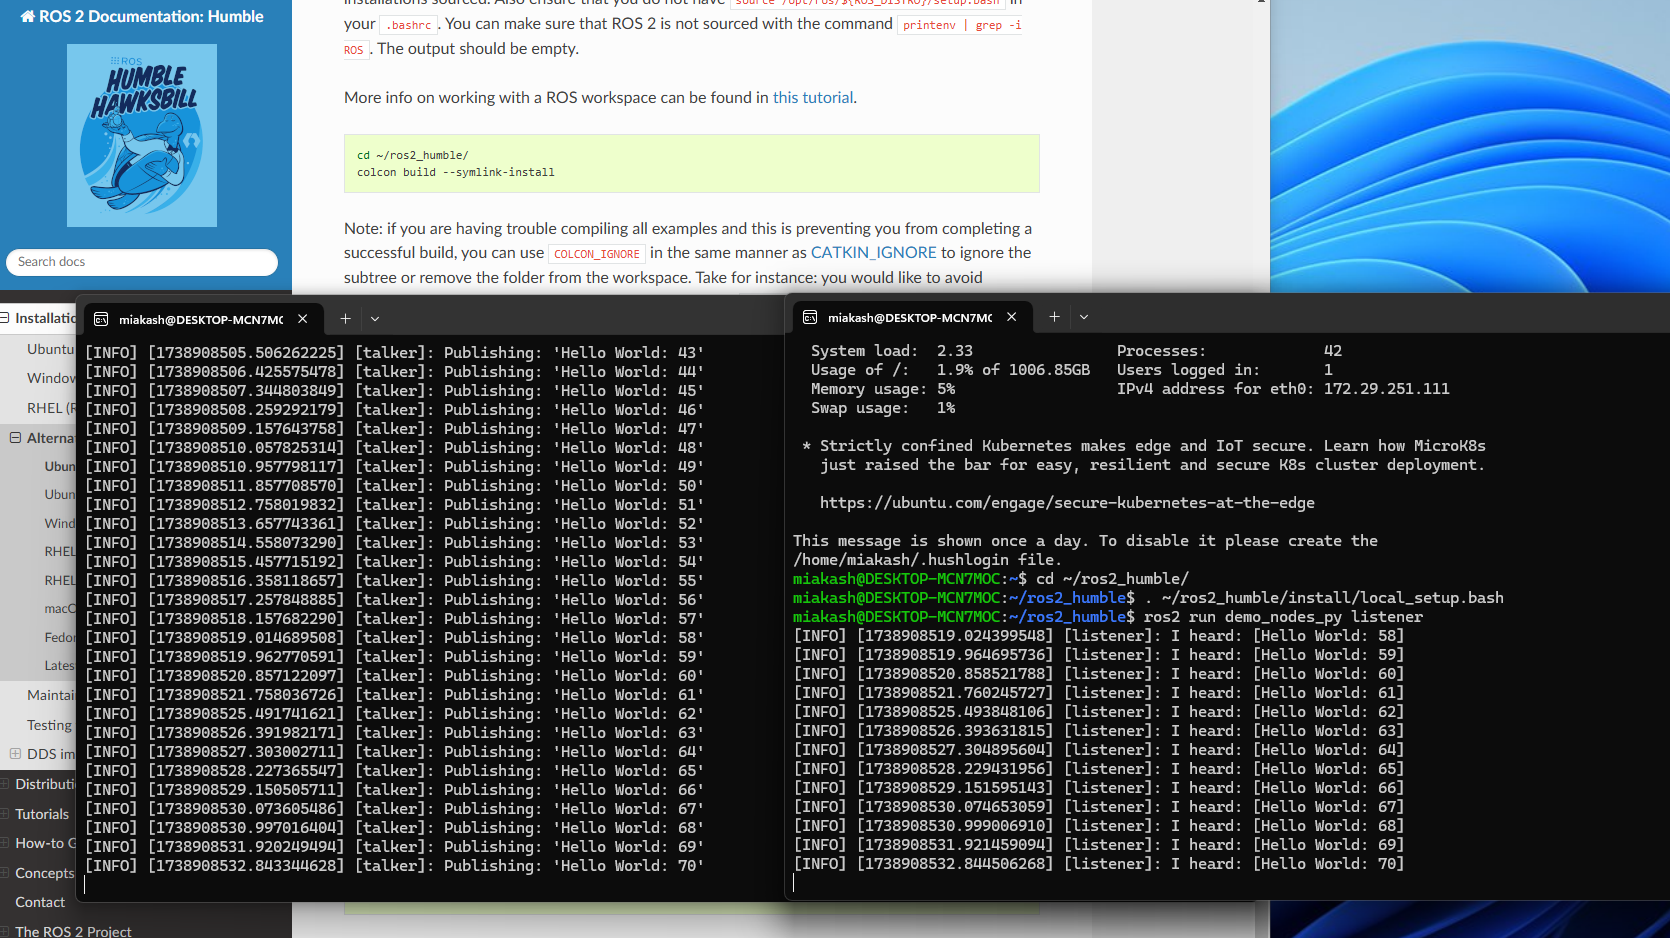 ROS 2 Documentation: Humble
ROS
HUMBLE
HAWKSBILL
Search docs
Installatio
Ubuntu
Window
RHEL (R
Alterna
Ubun
Ubun
Wind
RHEL
RHEL
macO
Fedor
Lates
Maintai
Testing
DDS im
Distributi
Tutorials
How-to G
Concepts
Contact
The ROS 2 Project
installations sourced. Also ensure that you do not have source /opt/ros/${ROS_DISTRO}/setup.bash in
your .bashrc. You can make sure that ROS 2 is not sourced with the command printenv | grep -i
ROS. The output should be empty.
More info on working with a ROS workspace can be found in this tutorial.
cd ~/ros2_humble/
colcon build --symlink-install
Note: if you are having trouble compiling all examples and this is preventing you from completing a
successful build, you can use COLCON_IGNORE in the same manner as CATKIN_IGNORE to ignore the
subtree or remove the folder from the workspace. Take for instance: you would like to avoid
miakash@DESKTOP-MCN7MO
[INFO] [1738908505.506262225] [talker]: Publishing: 'Hello World: 43'
[INFO] [1738908506.425575478] [talker]: Publishing: 'Hello World: 44'
[INFO] [1738908507.344803849] [talker]: Publishing: 'Hello World: 45'
[INFO] [1738908508.259292179] [talker]: Publishing: 'Hello World: 46'
[INFO] [1738908509.157643758] [talker]: Publishing: 'Hello World: 47'
[INFO] [1738908510.057825314] [talker]: Publishing: 'Hello World: 48'
[INFO] [1738908510.957798117] [talker]: Publishing: 'Hello World: 49'
[INFO] [1738908511.857708570] [talker]: Publishing: 'Hello World: 50'
[INFO] [1738908512.758019832] [talker]: Publishing: 'Hello World: 51'
[INFO] [1738908513.657743361] [talker]: Publishing: 'Hello World: 52'
[INFO] [1738908514.558073290] [talker]: Publishing: 'Hello World: 53'
[INFO] [1738908515.457715192] [talker]: Publishing: 'Hello World: 54'
[INFO] [1738908516.358118657] [talker]: Publishing: 'Hello World: 55'
[INFO] [1738908517.257848885] [talker]: Publishing: 'Hello World: 56'
[INFO] [1738908518.157682290] [talker]: Publishing: 'Hello World: 57'
[INFO] [1738908519.014689508] [talker]: Publishing: 'Hello World: 58'
[INFO] [1738908519.962770591] [talker]: Publishing: 'Hello World: 59'
[INFO] [1738908520.857122097] [talker]: Publishing: 'Hello World: 60'
[INFO] [1738908521.758036726] [talker]: Publishing: 'Hello World: 61'
[INFO] [1738908525.491741621] [talker]: Publishing: 'Hello World: 62'
[INFO] [1738908526.391982171] [talker]: Publishing: 'Hello World: 63'
[INFO] [1738908527.303002711] [talker]: Publishing: 'Hello World: 64'
[INFO] [1738908528.227365547] [talker]: Publishing: 'Hello World: 65'
[INFO] [1738908529.150505711] [talker]: Publishing: 'Hello World: 66'
[INFO] [1738908530.073605486] [talker]: Publishing: 'Hello World: 67'
[INFO] [1738908530.997016404] [talker]: Publishing: 'Hello World: 68'
[INFO] [1738908531.920249494] [talker]: Publishing: 'Hello World: 69'
[INFO] [1738908532.843344628] [talker]: Publishing: 'Hello World: 70'
miakash@DESKTOP-MCN7MO
System load: 2.33 Processes: 42
Usage of /: 1.9% of 1006.85GB Users logged in: 1
Memory usage: 5% IPv4 address for eth0: 172.29.251.111
Swap usage: 1%
* Strictly confined Kubernetes makes edge and IoT secure. Learn how MicroK8s
just raised the bar for easy, resilient and secure K8s cluster deployment.
https://ubuntu.com/engage/secure-kubernetes-at-the-edge
This message is shown once a day. To disable it please create the
/home/miakash/.hushlogin file.
miakash@DESKTOP-MCN7MOC:~$ cd ~/ros2_humble/
miakash@DESKTOP-MCN7MOC:~/ros2_humble$ . ~/ros2_humble/install/local_setup.bash
miakash@DESKTOP-MCN7MOC:~/ros2_humble$ ros2 run demo_nodes_py listener
[INFO] [1738908519.024399548] [listener]: I heard: [Hello World: 58]
[INFO] [1738908519.964695736] [listener]: I heard: [Hello World: 59]
[INFO] [1738908520.858521788] [listener]: I heard: [Hello World: 60]
[INFO] [1738908521.760245727] [listener]: I heard: [Hello World: 61]
[INFO] [1738908525.493848106] [listener]: I heard: [Hello World: 62]
[INFO] [1738908526.393631815] [listener]: I heard: [Hello World: 63]
[INFO] [1738908527.304895604] [listener]: I heard: [Hello World: 64]
[INFO] [1738908528.229431956] [listener]: I heard: [Hello World: 65]
[INFO] [1738908529.151595143] [listener]: I heard: [Hello World: 66]
[INFO] [1738908530.074653059] [listener]: I heard: [Hello World: 67]
[INFO] [1738908530.999006910] [listener]: I heard: [Hello World: 68]
[INFO] [1738908531.921459094] [listener]: I heard: [Hello World: 69]
[INFO] [1738908532.844506268] [listener]: I heard: [Hello World: 70]